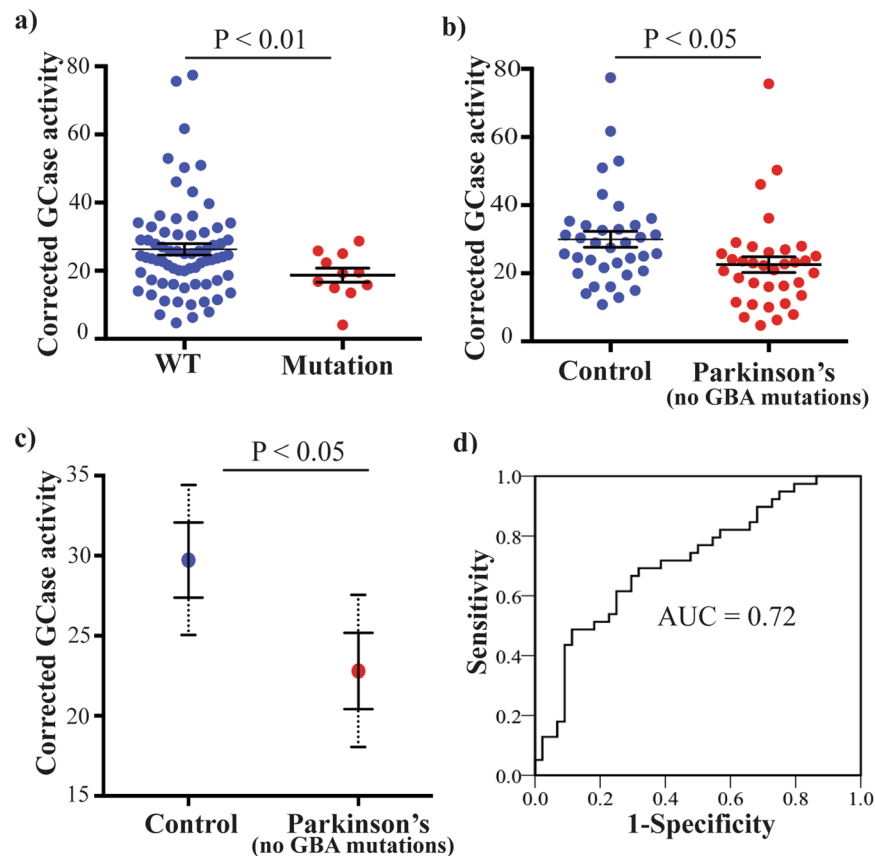 a)
P < 0.01
Corrected GCase activity
80
60
40
20
0
WT
Mutation
b)
P < 0.05
Corrected GCase activity
80
60
40
20
0
Control
Parkinson's
(no GBA mutations)
c)
P < 0.05
Corrected GCase activity
35
30
25
20
15
Control
Parkinson's
(no GBA mutations)
d)
Sensitivity
1.0
0.8
0.6
0.4
0.2
0.0
AUC = 0.72
0.0 0.2 0.4 0.6 0.8 1.0
1-Specificity